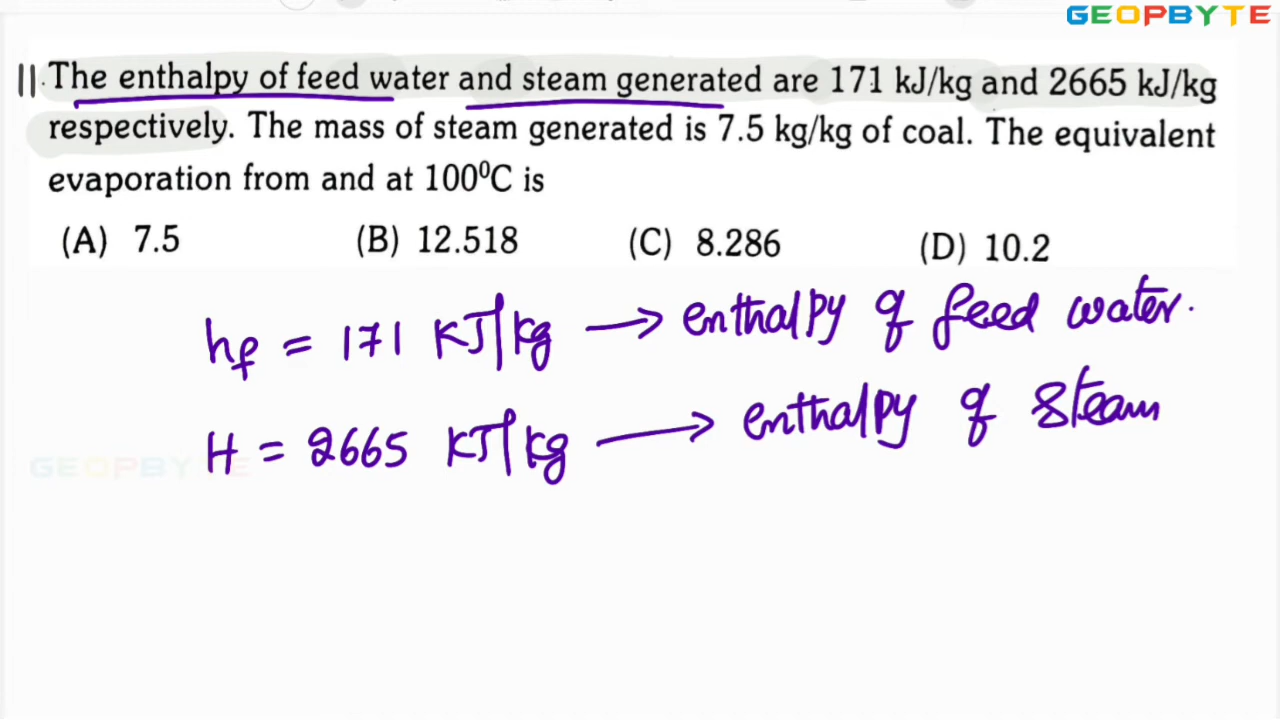 GEOPBYTE
11. The enthalpy of feed water and steam generated are 171 kJ/kg and 2665 kJ/kg
respectively. The mass of steam generated is 7.5 kg/kg of coal. The equivalent
evaporation from and at 100⁰C is
(A) 7.5 (B) 12.518 (C) 8.286 (D) 10.2
hf = 171 KJ/kg → enthalpy of feed water.
H = 2665 KJ/kg → enthalpy of steam
GEOPBYTE